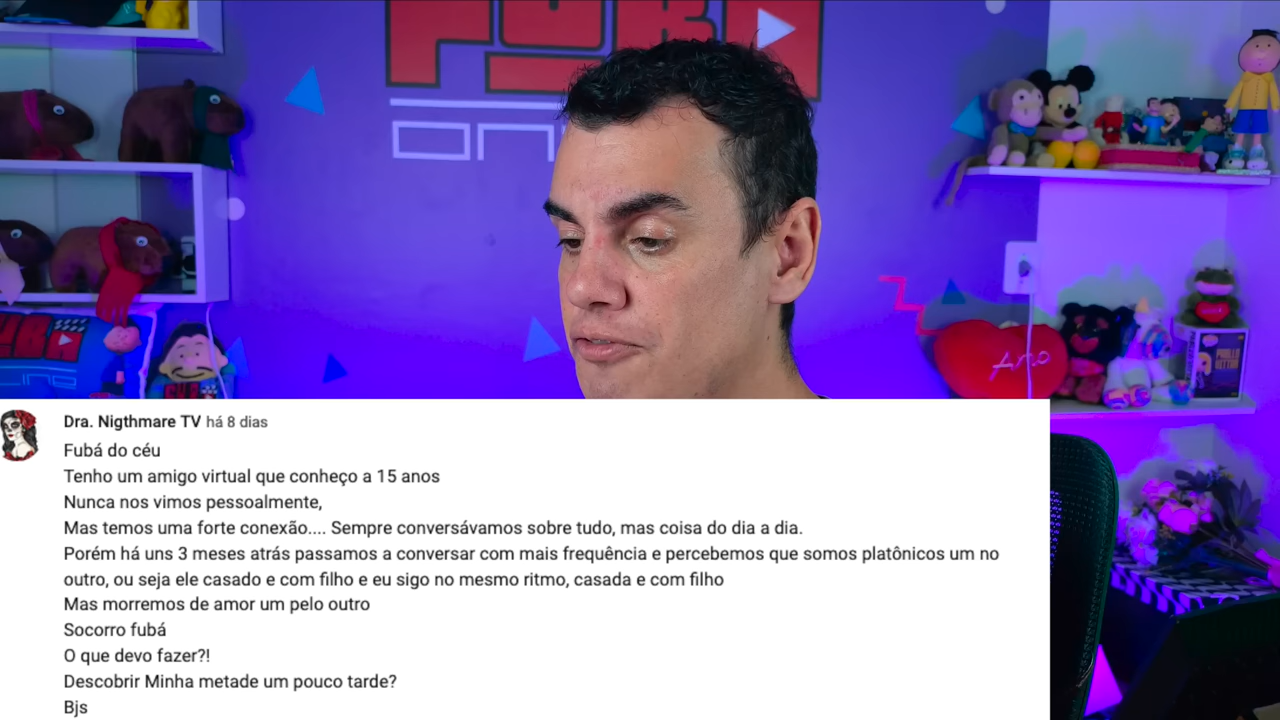 FUBÁ
Amo
Dra. Nigthmare TV há 8 dias
Fubá do céu
Tenho um amigo virtual que conheço a 15 anos
Nunca nos vimos pessoalmente,
Mas temos uma forte conexão.... Sempre conversávamos sobre tudo, mas coisa do dia a dia.
Porém há uns 3 meses atrás passamos a conversar com mais frequência e percebemos que somos platônicos um no
outro, ou seja ele casado e com filho e eu sigo no mesmo ritmo, casada e com filho
Mas morremos de amor um pelo outro
Socorro fubá
O que devo fazer?!
Descobrir Minha metade um pouco tarde?
Bjs